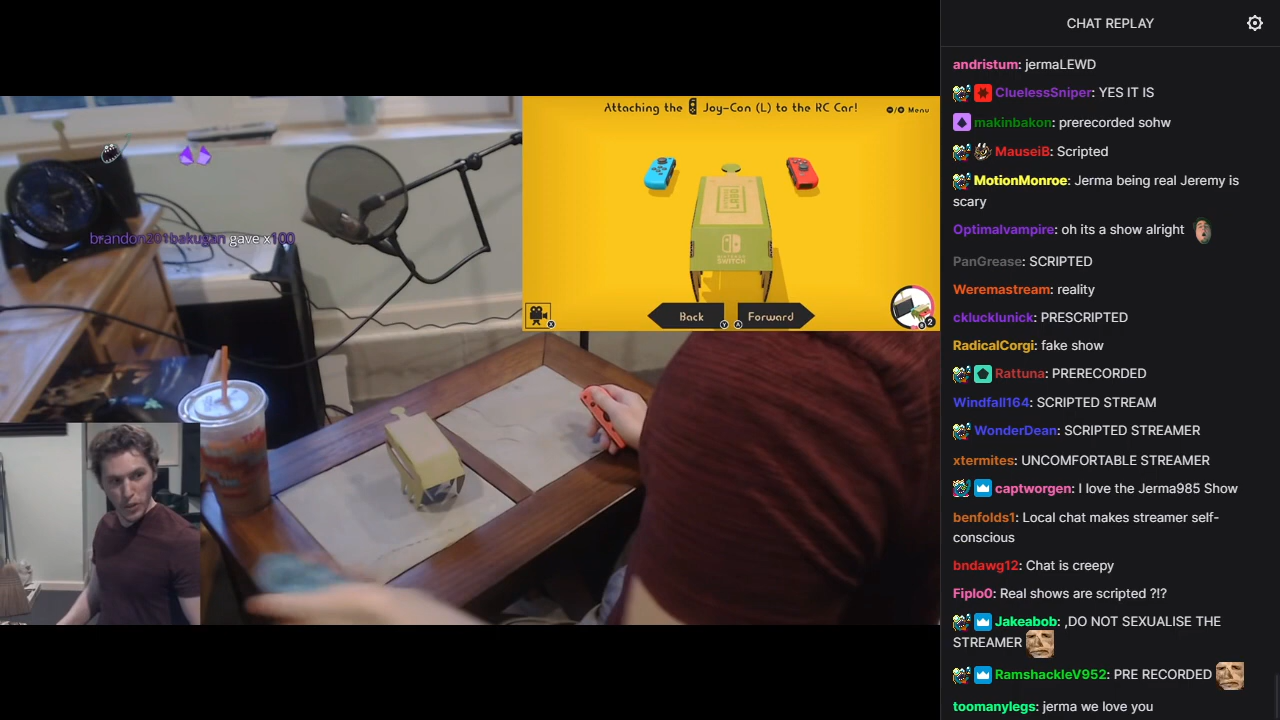 Attaching the Joy-Con (L) to the RC Car!
Menu
NINTENDO
SWITCH
Back
Y
A
Forward
X
2
brandon201bakugan gave x100
CHAT REPLAY
andristum: jermaLEWD
CluelessSniper: YES IT IS
makinbakon: prerecorded sohw
MauseiB: Scripted
MotionMonroe: Jerma being real Jeremy is
scary
Optimalvampire: oh its a show alright
PanGrease: SCRIPTED
Weremastream: reality
cklucklunick: PRESCRIPTED
RadicalCorgi: fake show
Rattuna: PRERECORDED
Windfall164: SCRIPTED STREAM
WonderDean: SCRIPTED STREAMER
xtermites: UNCOMFORTABLE STREAMER
captworgen: I love the Jerma985 Show
benfolds1: Local chat makes streamer self-
conscious
bndawg12: Chat is creepy
Fiplo0: Real shows are scripted ?!?
Jakeabob: ,DO NOT SEXUALISE THE
STREAMER
RamshackleV952: PRE RECORDED
toomanylegs: jerma we love you